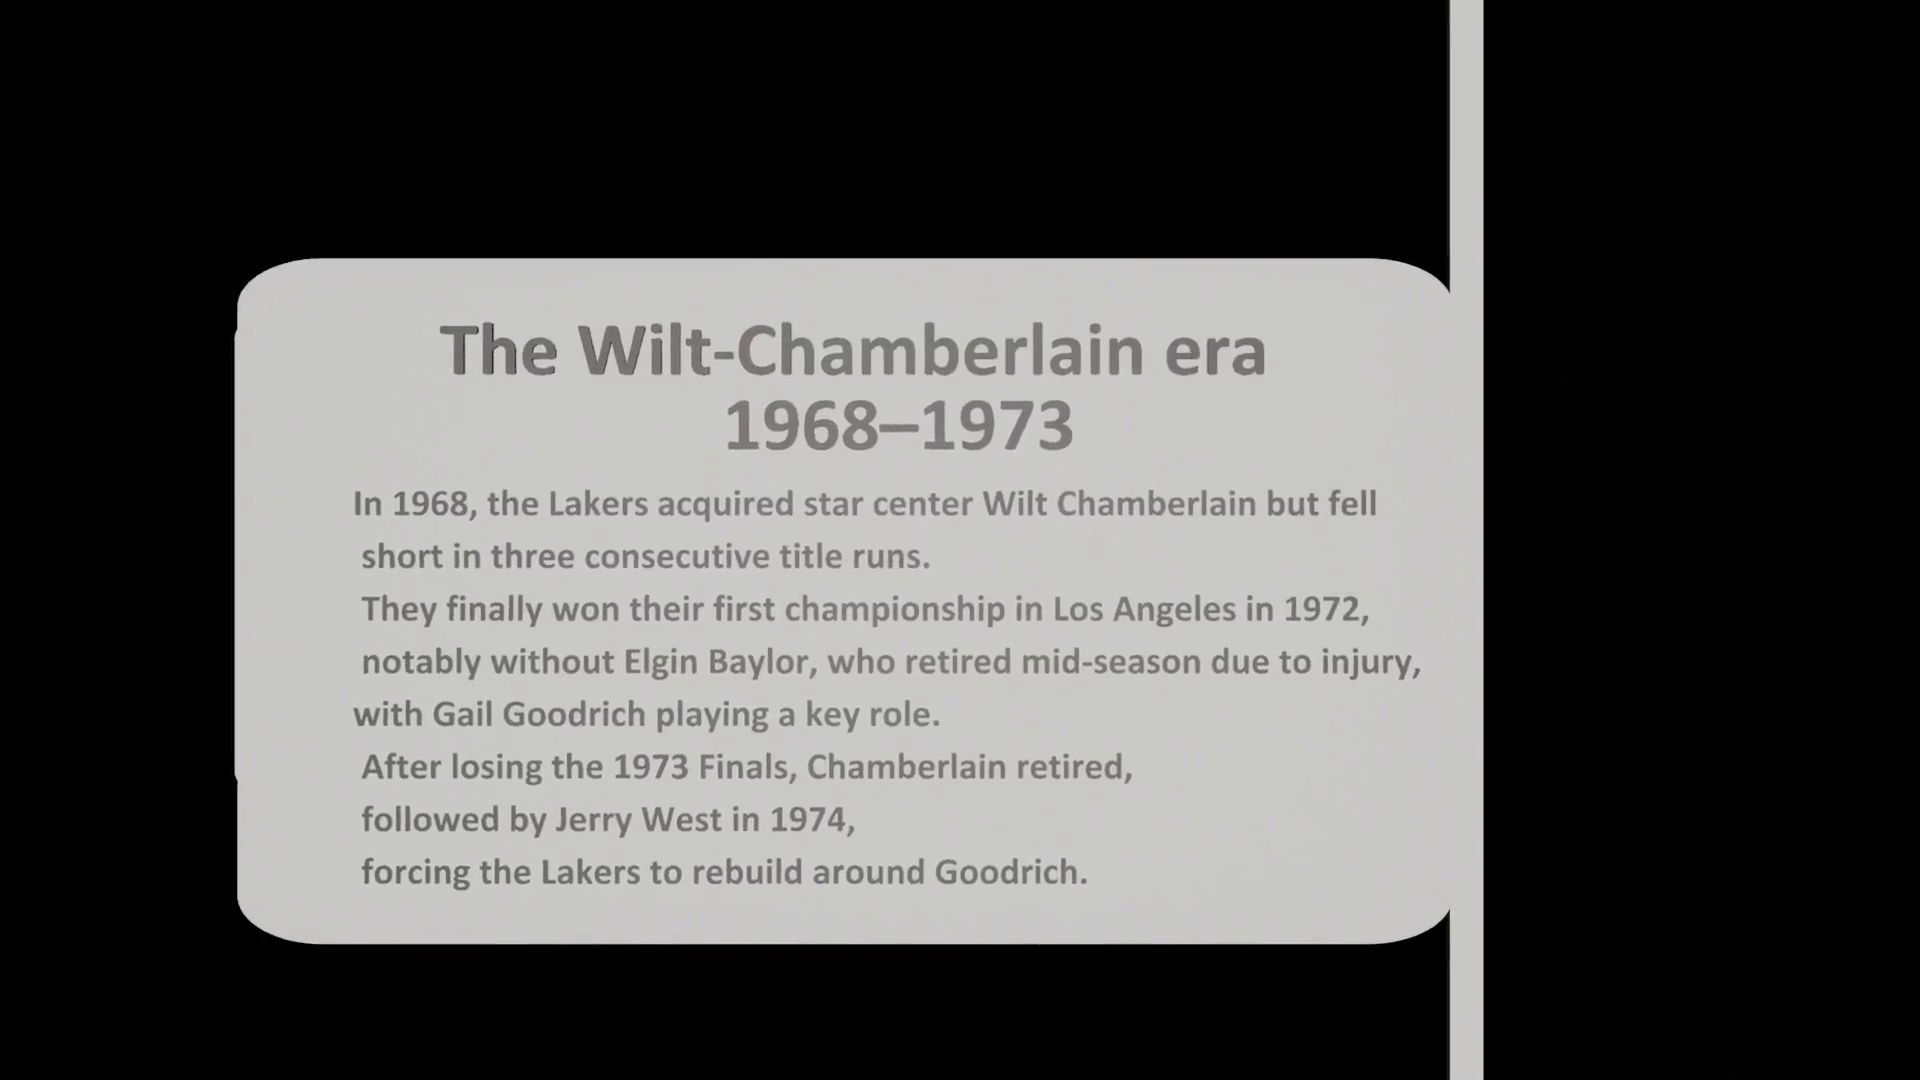 The Wilt-Chamberlain era
1968–1973
In 1968, the Lakers acquired star center Wilt Chamberlain but fell
short in three consecutive title runs.
They finally won their first championship in Los Angeles in 1972,
notably without Elgin Baylor, who retired mid-season due to injury,
with Gail Goodrich playing a key role.
After losing the 1973 Finals, Chamberlain retired,
followed by Jerry West in 1974,
forcing the Lakers to rebuild around Goodrich.